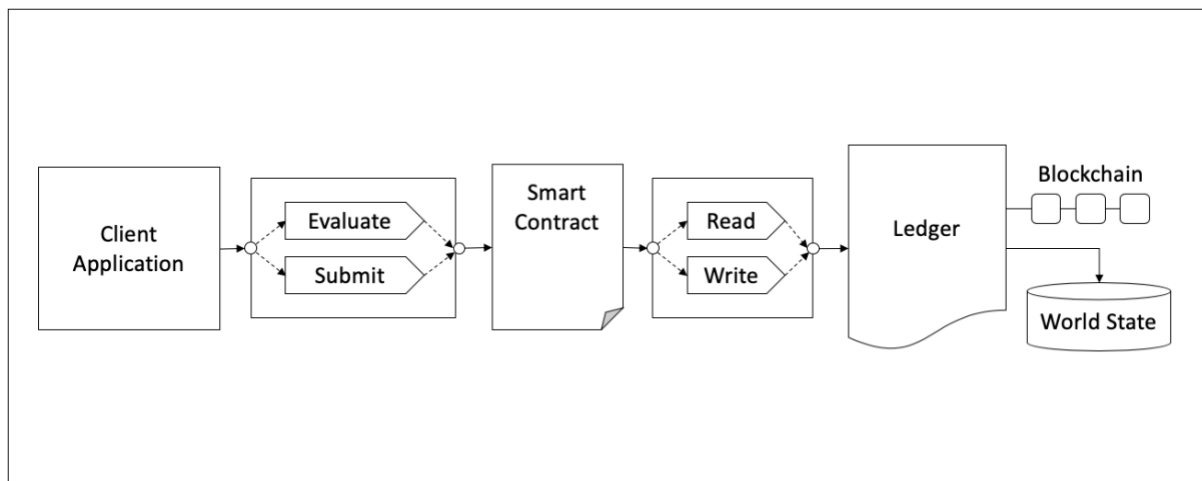 Client
Application
Evaluate
Submit
Smart
Contract
Read
Write
Ledger
Blockchain
World State